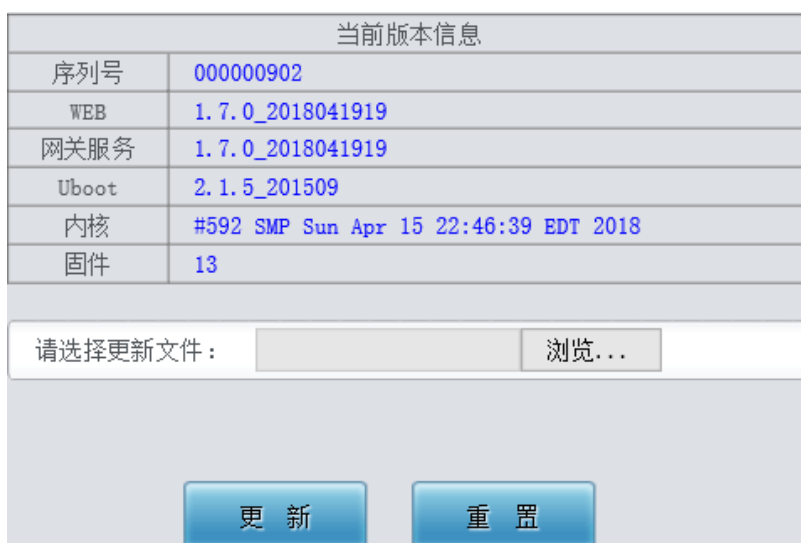 当前版本信息
序列号 000000902
WEB 1.7.0_2018041919
网关服务 1.7.0_2018041919
Uboot 2.1.5_201509
内核 #592 SMP Sun Apr 15 22:46:39 EDT 2018
固件 13
请选择更新文件： 浏览...
更 新 重 置